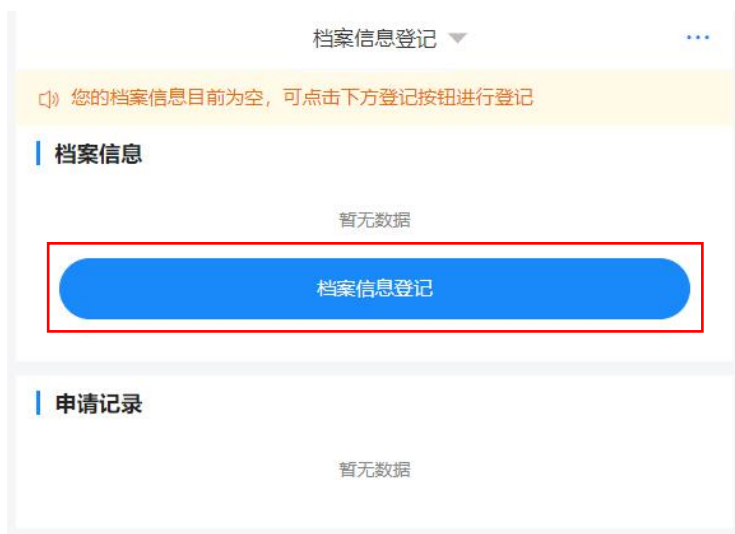 档案信息登记
您的档案信息目前为空，可点击下方登记按钮进行登记
档案信息
暂无数据
档案信息登记
申请记录
暂无数据